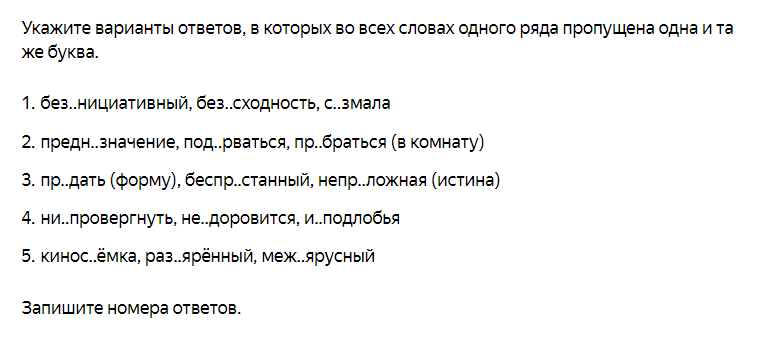 Укажите варианты ответов, в которых во всех словах одного ряда пропущена одна и та
же буква.
1. без..нициативный, без..сходность, с..змала
2. предн..значение, под..рваться, пр..браться (в комнату)
3. пр..дать (форму), беспр..станный, непр..ложная (истина)
4. ни..провергнуть, не..доровится, и..подлобья
5. кинос..ёмка, раз..ярённый, меж..ярусный
Запишите номера ответов.